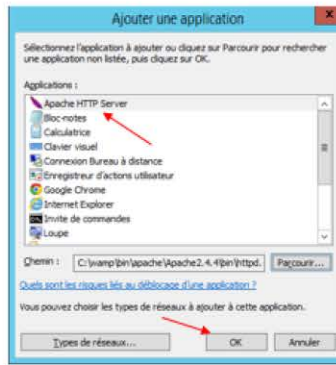 Ajouter une application
x
Sélectionnez l'application à ajouter ou cliquez sur Parcourir pour rechercher
une application non listée, puis cliquez sur OK.
Applications :
Apache HTTP Server
Bloc-notes
Calculatrice
Clavier visuel
Connexion Bureau à distance
Enregistreur d'actions utilisateur
Google Chrome
Internet Explorer
Invite de commandes
Loupe
Chemin :
C:\wamp\bin\apache\Apache2.4.4\bin\httpd.
Parcourir...
Quels sont les risques liés au déblocage d'une application ?
Vous pouvez choisir les types de réseaux à ajouter à cette application.
Types de réseaux...
OK
Annuler